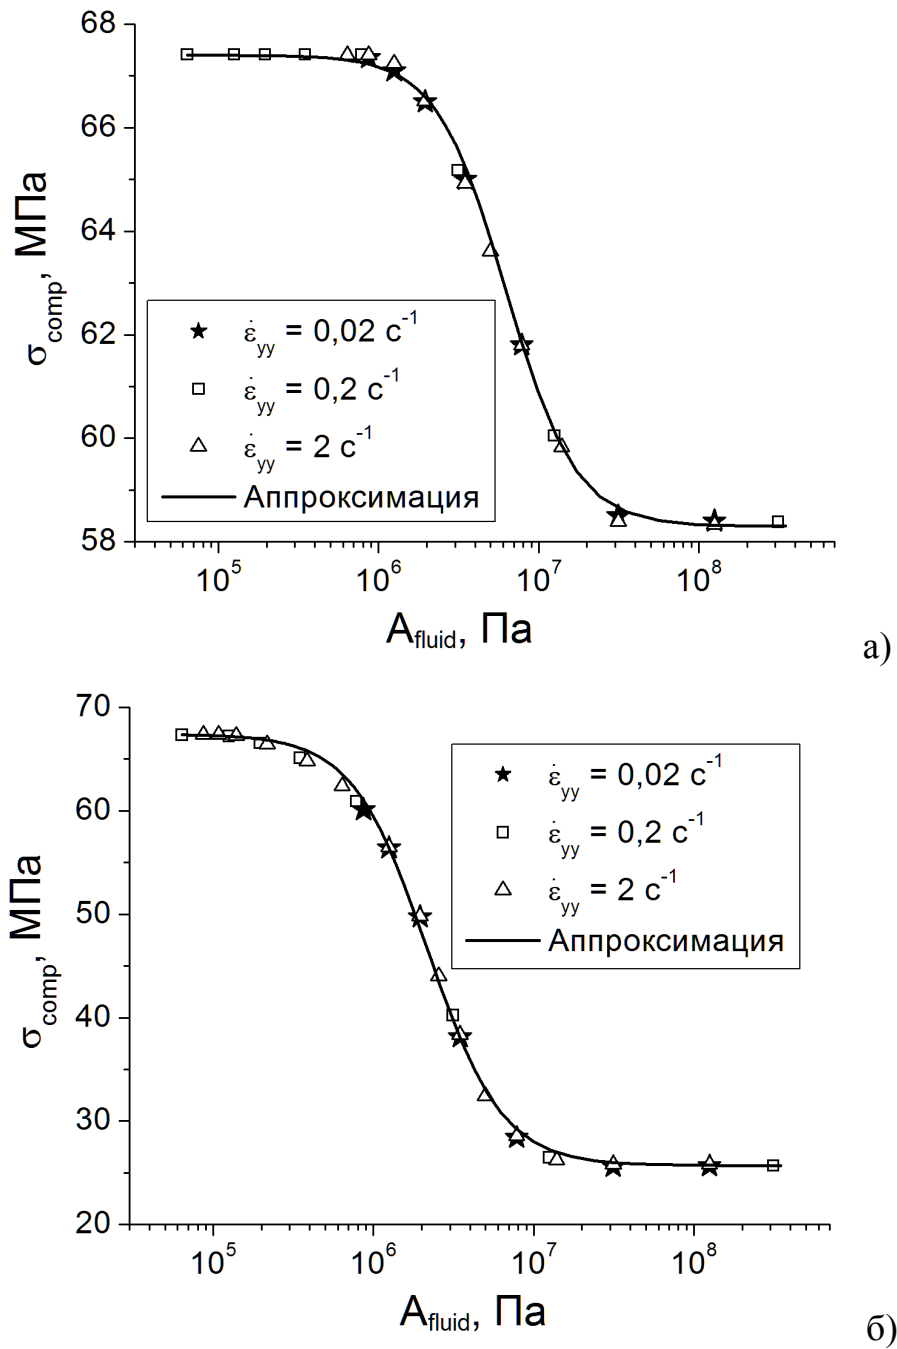 а)
68
66
64
62
60
58
σcomp, МПа
ε̇yy = 0,02 с-1
ε̇yy = 0,2 с-1
ε̇yy = 2 с-1
Аппроксимация
10^5 10^6 10^7 10^8
Afluid, Па
70
60
50
40
30
20
σcomp, МПа
ε̇yy = 0,02 с-1
ε̇yy = 0,2 с-1
ε̇yy = 2 с-1
Аппроксимация
10^5 10^6 10^7 10^8
Afluid, Па
б)